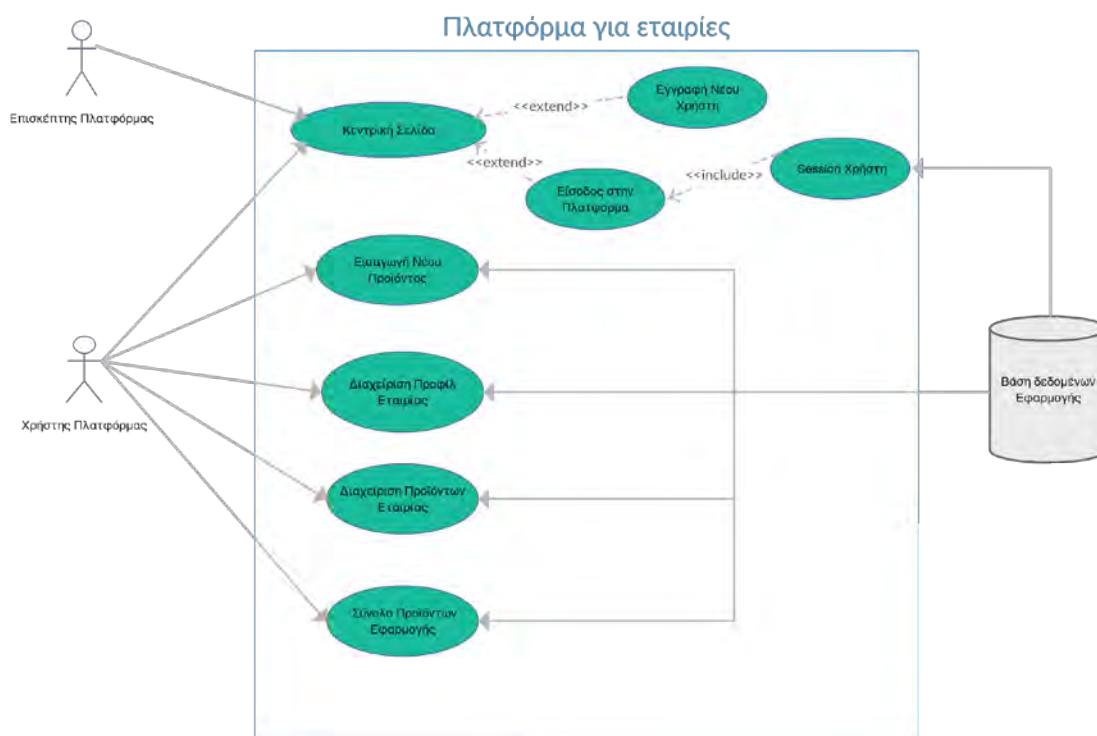 Πλατφόρμα για εταιρίες
Επισκέπτης Πλατφόρμας
Κεντρική Σελίδα
<<extend>>
Εγγραφή Νέου
Χρήστη
<<extend>>
Είσοδος στην
Πλατφόρμα
<<include>>
Session Χρήστη
Εισαγωγή Νέου
Προϊόντος
Χρήστης Πλατφόρμας
Διαχείριση Προφίλ
Εταιρίας
Βάση δεδομένων
Εφαρμογής
Διαχείριση Προϊόντων
Εταιρίας
Σύνολο Προϊόντων
Εφαρμογής